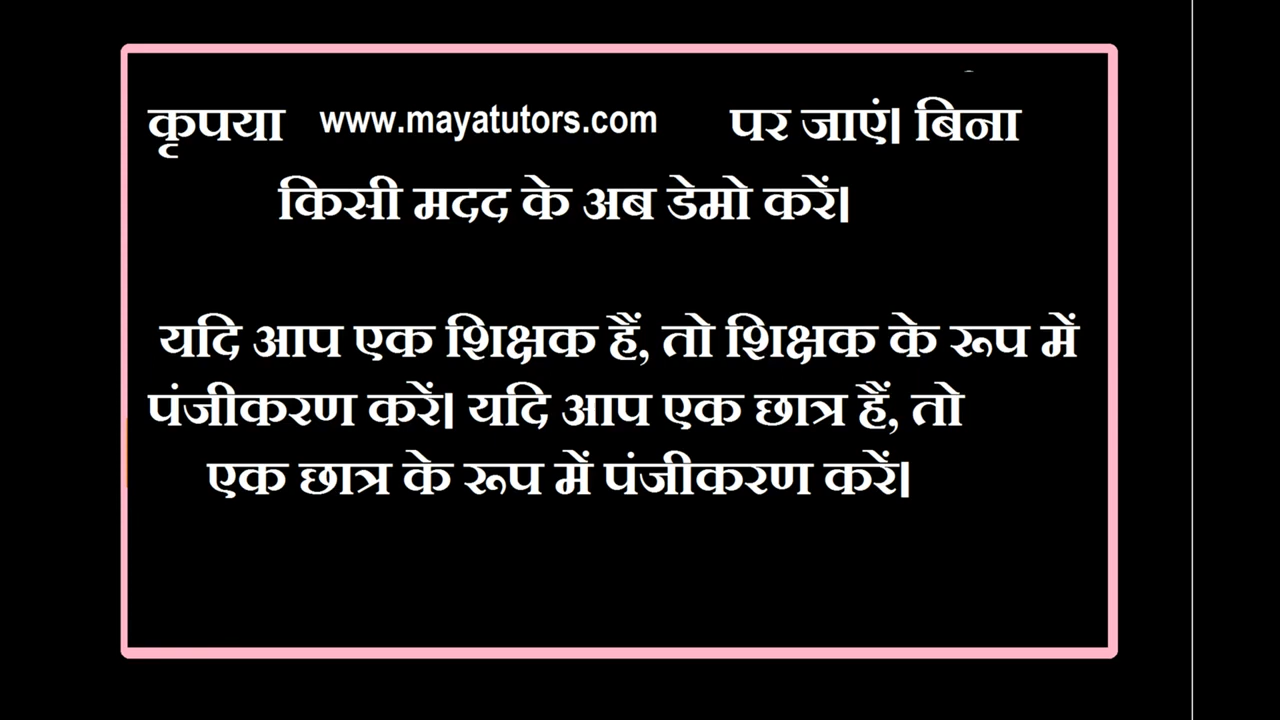 कृपया www.mayatutors.com पर जाएं। बिना
किसी मदद के अब डेमो करें।
यदि आप एक शिक्षक हैं, तो शिक्षक के रूप में
पंजीकरण करें। यदि आप एक छात्र हैं, तो
एक छात्र के रूप में पंजीकरण करें।